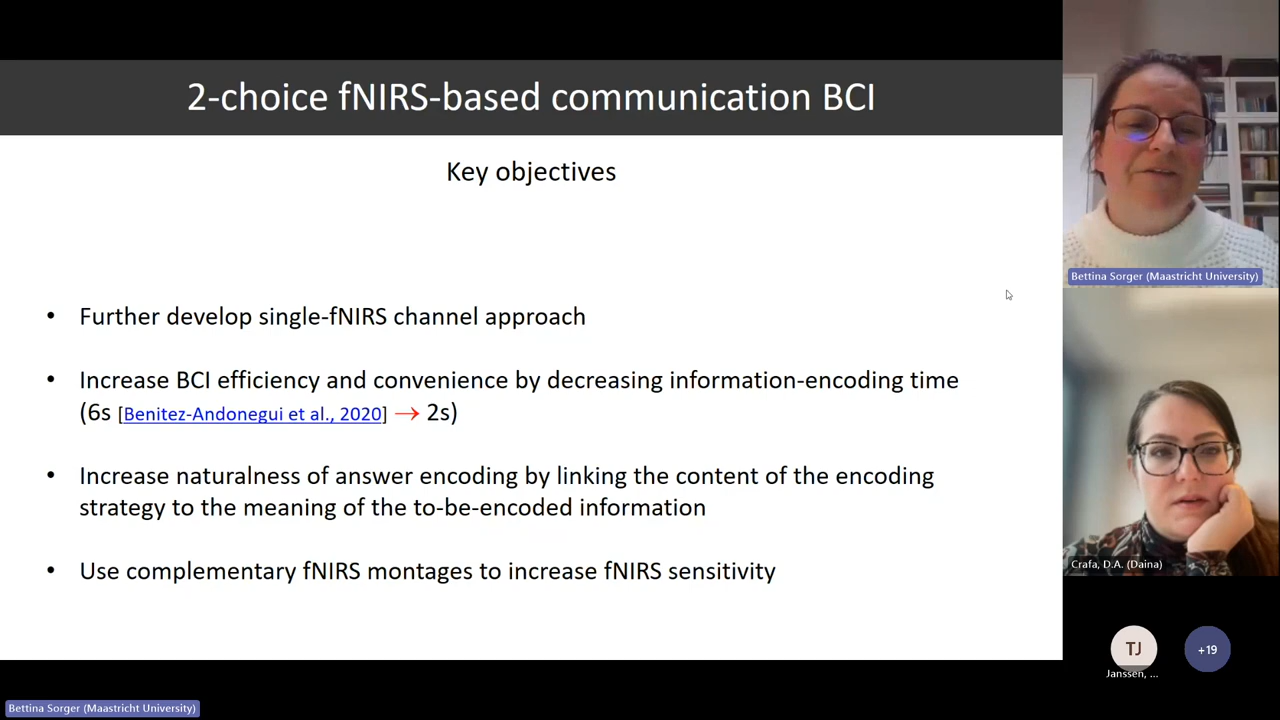 2-choice fNIRS-based communication BCI
Key objectives
• Further develop single-fNIRS channel approach
• Increase BCI efficiency and convenience by decreasing information-encoding time
(6s [Benitez-Andonegui et al., 2020] → 2s)
• Increase naturalness of answer encoding by linking the content of the encoding
strategy to the meaning of the to-be-encoded information
• Use complementary fNIRS montages to increase fNIRS sensitivity
Bettina Sorger (Maastricht University)
Crafa, D.A. (Daina)
TJ
+19
Janssen, ...
Bettina Sorger (Maastricht University)